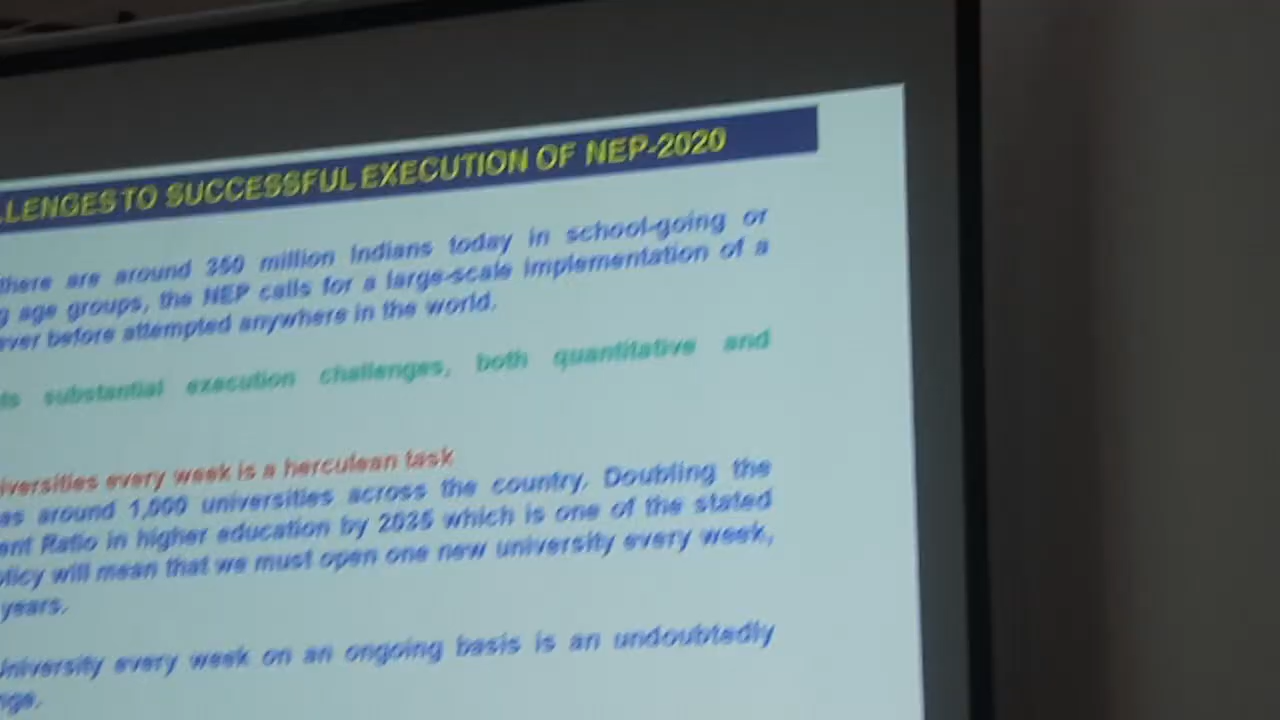 LLENGES TO SUCCESSFUL EXECUTION OF NEP-2020
there are around 350 million Indians today in school-going or
g age groups, the NEP calls for a large-scale implementation of a
ever before attempted anywhere in the world.
ts substantial execution challenges, both quantitative and
iversities every week is a herculean task
as around 1,000 universities across the country. Doubling the
ent Ratio in higher education by 2035 which is one of the stated
olicy will mean that we must open one new university every week,
years.
University every week on an ongoing basis is an undoubtedly
nge.